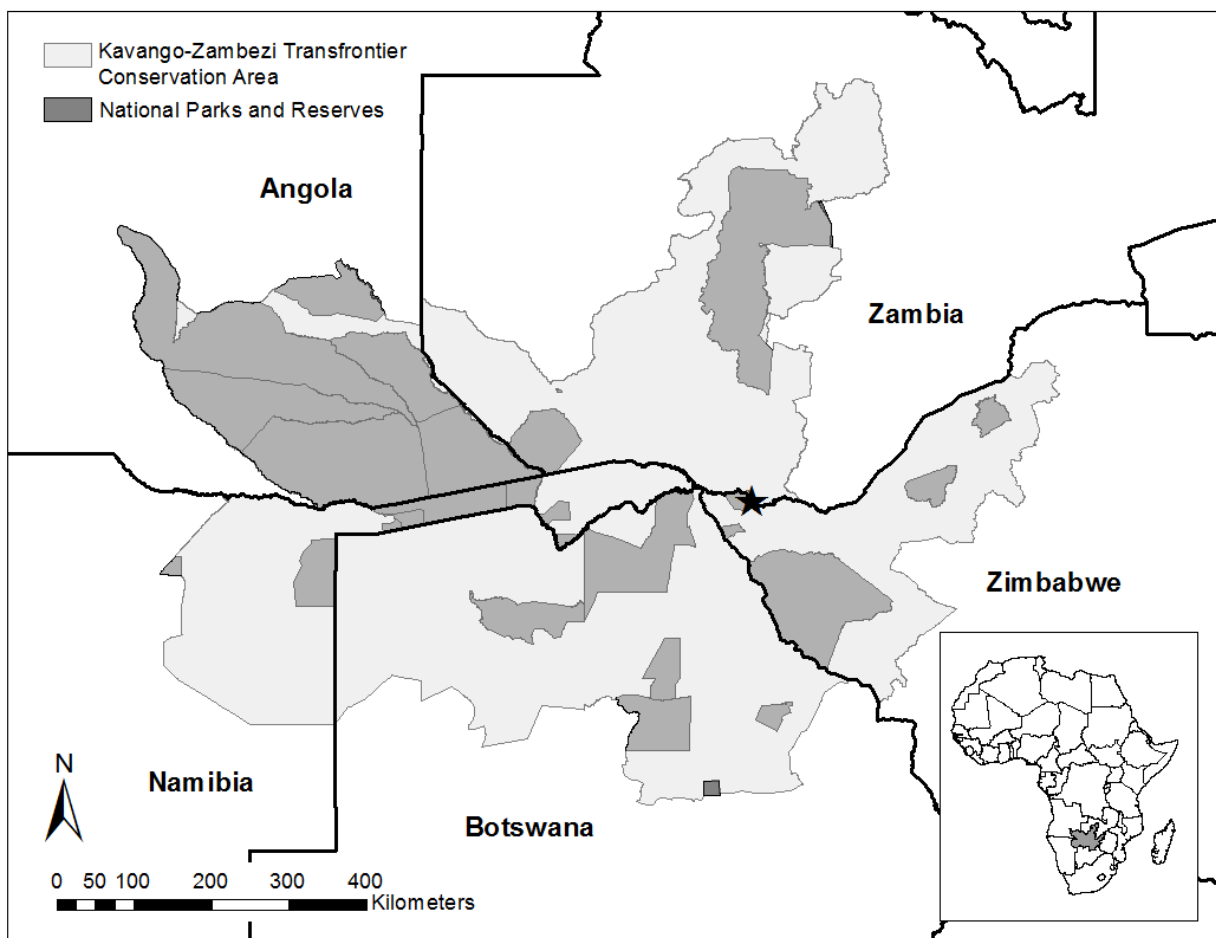 Kavango-Zambezi Transfrontier
Conservation Area
National Parks and Reserves
Angola
Zambia
Zimbabwe
Namibia
Botswana
N
0 50 100 200 300 400
Kilometers